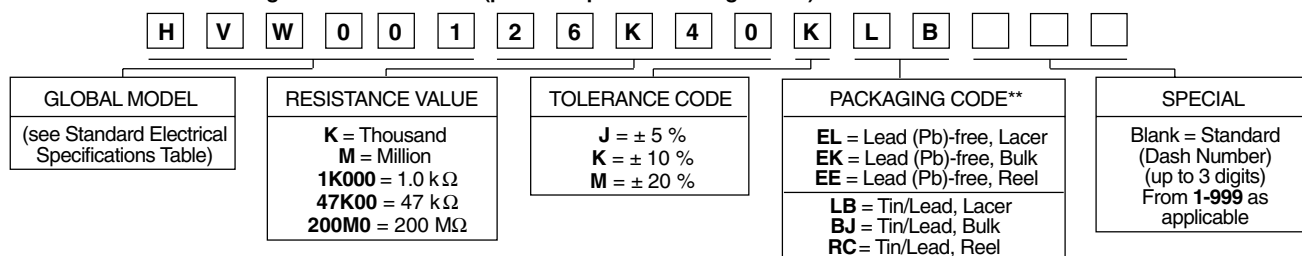 H V W 0 0 1 2 6 K 4 0 K L B
GLOBAL MODEL
(see Standard Electrical
Specifications Table)
RESISTANCE VALUE
K = Thousand
M = Million
1K000 = 1.0 kΩ
47K00 = 47 kΩ
200M0 = 200 MΩ
TOLERANCE CODE
J = ± 5 %
K = ± 10 %
M = ± 20 %
PACKAGING CODE**
EL = Lead (Pb)-free, Lacer
EK = Lead (Pb)-free, Bulk
EE = Lead (Pb)-free, Reel
LB = Tin/Lead, Lacer
BJ = Tin/Lead, Bulk
RC = Tin/Lead, Reel
SPECIAL
Blank = Standard
(Dash Number)
(up to 3 digits)
From 1-999 as
applicable